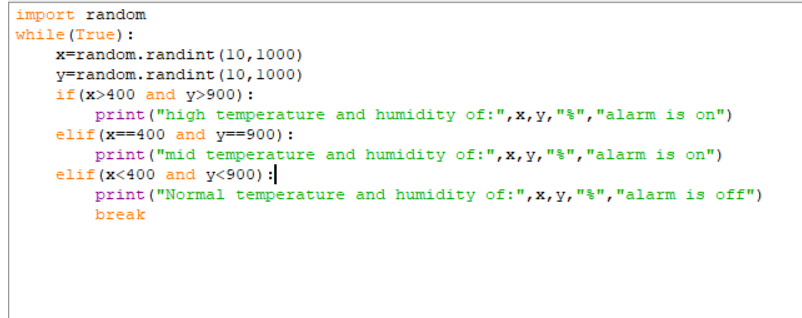 import random
while(True):
    x=random.randint(10,1000)
    y=random.randint(10,1000)
    if(x>400 and y>900):
        print("high temperature and humidity of:",x,y,"%","alarm is on")
    elif(x==400 and y==900):
        print("mid temperature and humidity of:",x,y,"%","alarm is on")
    elif(x<400 and y<900):
        print("Normal temperature and humidity of:",x,y,"%","alarm is off")
        break